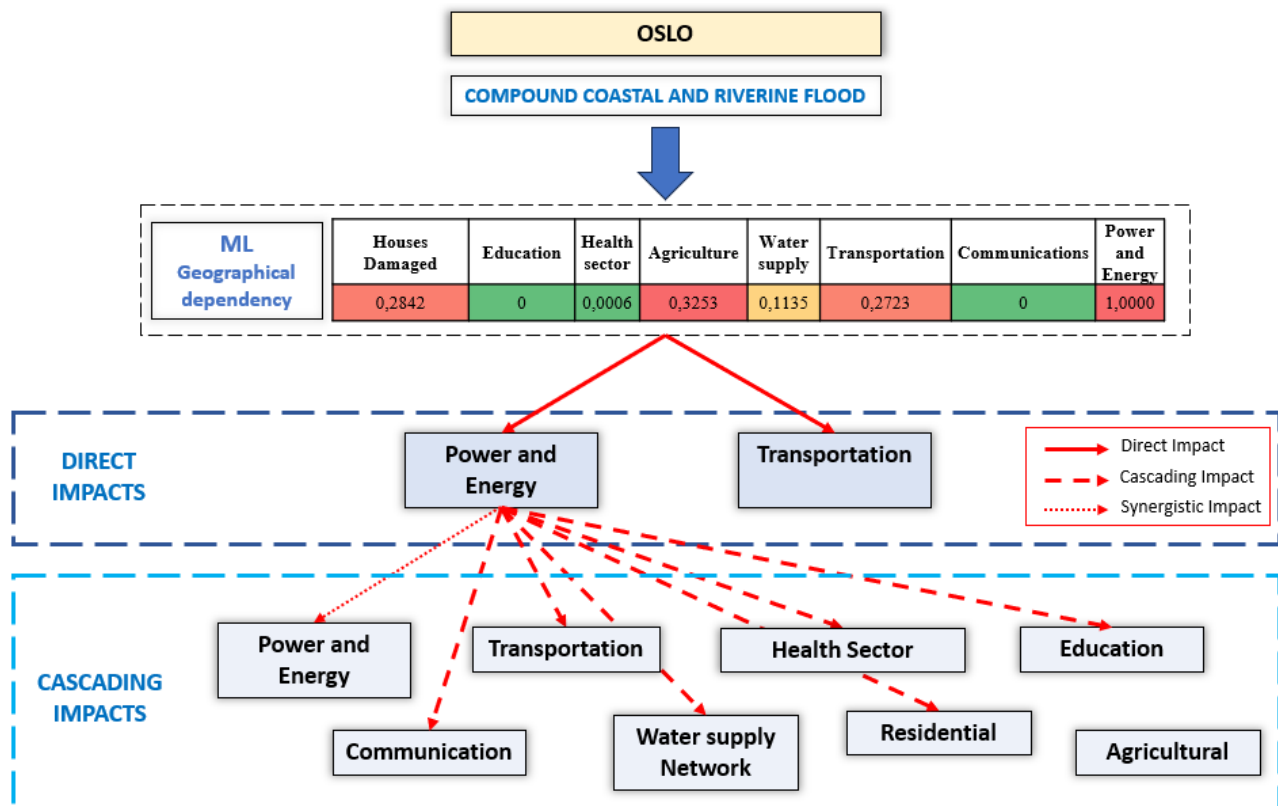 OSLO
COMPOUND COASTAL AND RIVERINE FLOOD
ML
Geographical
dependency
Houses
Damaged
Education
Health
sector
Agriculture
Water
supply
Transportation
Communications
Power
and
Energy
0,2842
0
0,0006
0,3253
0,1135
0,2723
0
1,0000
DIRECT
IMPACTS
Power and
Energy
Transportation
Direct Impact
Cascading Impact
Synergistic Impact
CASCADING
IMPACTS
Power and
Energy
Transportation
Health Sector
Education
Communication
Water supply
Network
Residential
Agricultural